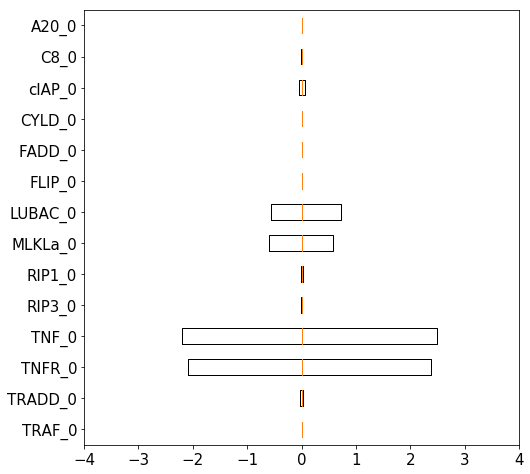 A20_0
C8_0
cIAP_0
CYLD_0
FADD_0
FLIP_0
LUBAC_0
MLKLa_0
RIP1_0
RIP3_0
TNF_0
TNFR_0
TRADD_0
TRAF_0
−4 −3 −2 −1 0 1 2 3 4